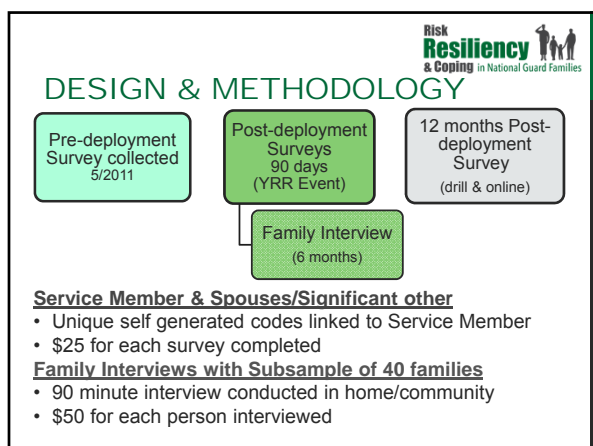 Risk
Resiliency
& Coping in National Guard Families
DESIGN & METHODOLOGY
Pre-deployment
Survey collected
5/2011
Post-deployment
Surveys
90 days
(YRR Event)
12 months Post-
deployment
Survey
(drill & online)
Family Interview
(6 months)
Service Member & Spouses/Significant other
• Unique self generated codes linked to Service Member
• $25 for each survey completed
Family Interviews with Subsample of 40 families
• 90 minute interview conducted in home/community
• $50 for each person interviewed